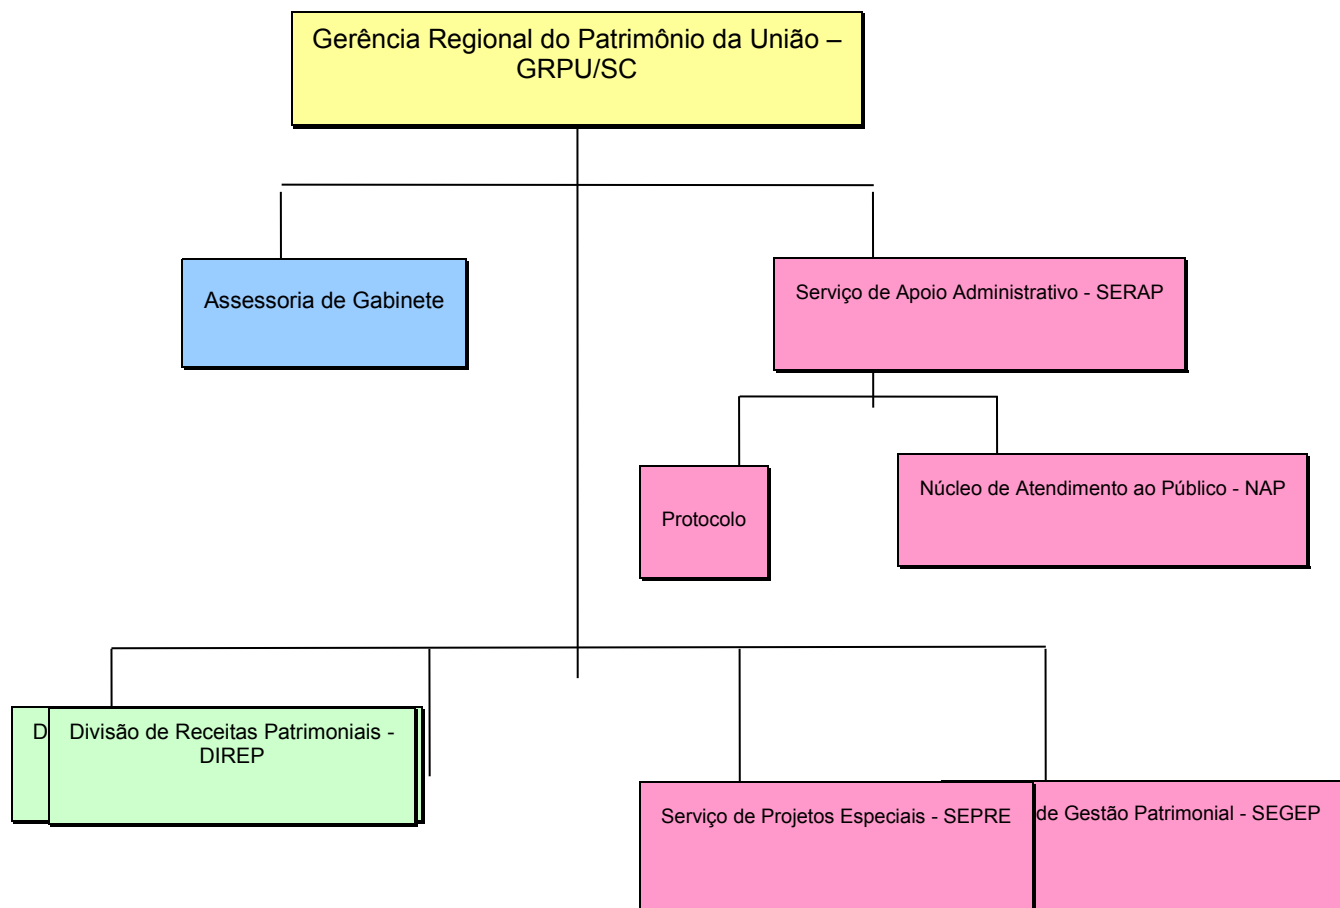 Gerência Regional do Patrimônio da União –
GRPU/SC
Assessoria de Gabinete
Serviço de Apoio Administrativo - SERAP
Protocolo
Núcleo de Atendimento ao Público - NAP
D
Divisão de Receitas Patrimoniais -
DIREP
Serviço de Projetos Especiais - SEPRE
de Gestão Patrimonial - SEGEP